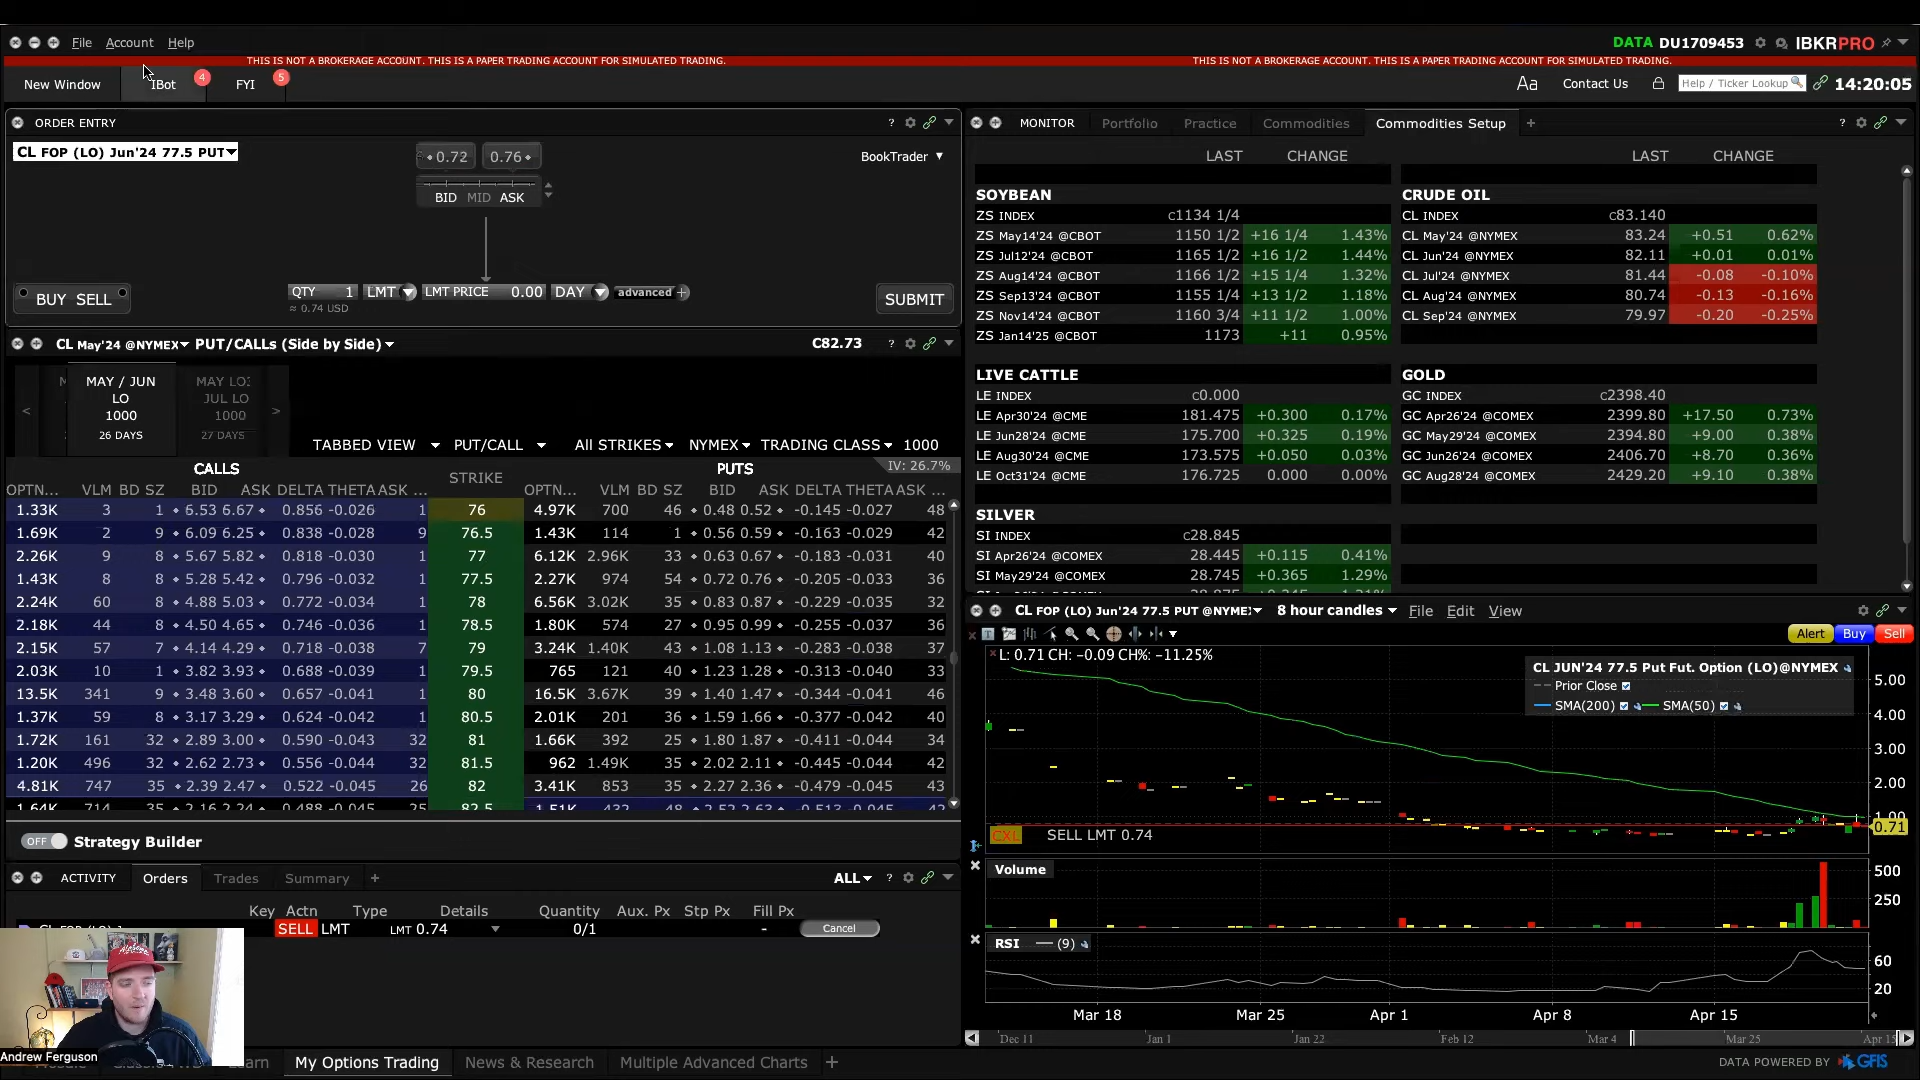 File Account Help
DATA DU1709453 IBKRPRO
THIS IS NOT A BROKERAGE ACCOUNT. THIS IS A PAPER TRADING ACCOUNT FOR SIMULATED TRADING. THIS IS NOT A BROKERAGE ACCOUNT. THIS IS A PAPER TRADING ACCOUNT FOR SIMULATED TRADING.
New Window IBot 4 FYI 5
Aa Contact Us Help / Ticker Lookup 14:20:05
ORDER ENTRY ?
CL FOP (LO) Jun'24 77.5 PUT
0.72 0.76
BookTrader
BID MID ASK
BUY SELL
QTY 1 LMT LMT PRICE 0.00 DAY advanced +
≈ 0.74 USD
SUBMIT
CL May'24 @NYMEX PUT/CALLs (Side by Side) C82.73 ?
< MAY / JUN
LO
1000
26 DAYS
JUL LO
1000
27 DAYS
>
TABBED VIEW PUT/CALL All STRIKES NYMEX TRADING CLASS 1000
CALLS STRIKE PUTS IV: 26.7%
OPTN... VLM BD SZ BID ASK DELTA THETA ASK ... OPTN... VLM BD SZ BID ASK DELTA THETA ASK ...
1.33K 3 1 6.53 6.67 0.856 -0.026 1 76 4.97K 700 46 0.48 0.52 -0.145 -0.027 48
1.69K 2 9 6.09 6.25 0.838 -0.028 9 76.5 1.43K 114 1 0.56 0.59 -0.163 -0.029 42
2.26K 9 8 5.67 5.82 0.818 -0.030 1 77 6.12K 2.96K 33 0.63 0.67 -0.183 -0.031 40
1.43K 8 8 5.28 5.42 0.796 -0.032 1 77.5 2.27K 974 54 0.72 0.76 -0.205 -0.033 36
2.24K 60 8 4.88 5.03 0.772 -0.034 1 78 6.56K 3.02K 35 0.83 0.87 -0.229 -0.035 32
2.18K 44 8 4.50 4.65 0.746 -0.036 1 78.5 1.80K 574 27 0.95 0.99 -0.255 -0.037 36
2.15K 57 7 4.14 4.29 0.718 -0.038 7 79 3.24K 1.40K 43 1.08 1.13 -0.283 -0.038 37
2.03K 10 1 3.82 3.93 0.688 -0.039 1 79.5 765 121 40 1.23 1.28 -0.313 -0.040 33
13.5K 341 9 3.48 3.60 0.657 -0.041 1 80 16.5K 3.67K 39 1.40 1.47 -0.344 -0.041 46
1.37K 59 8 3.17 3.29 0.624 -0.042 1 80.5 2.01K 201 36 1.59 1.66 -0.377 -0.042 40
1.72K 161 32 2.89 3.00 0.590 -0.043 32 81 1.66K 392 25 1.80 1.87 -0.411 -0.044 34
1.20K 496 32 2.62 2.73 0.556 -0.044 32 81.5 962 1.49K 35 2.02 2.11 -0.445 -0.044 42
4.81K 747 35 2.39 2.47 0.522 -0.045 26 82 3.41K 853 35 2.27 2.36 -0.479 -0.045 43
1.64K 714 35 2.16 2.24 0.488 -0.045 25 82.5 1.51K 432 48 2.52 2.63 -0.513 -0.045 42
OFF Strategy Builder
ACTIVITY Orders Trades Summary + ALL ?
Key Actn Type Details Quantity Aux. Px Stp Px Fill Px
SELL LMT LMT 0.74 0/1 - Cancel
Andrew Ferguson
My Options Trading News & Research Multiple Advanced Charts +
MONITOR Portfolio Practice Commodities Commodities Setup + ?
LAST CHANGE LAST CHANGE
SOYBEAN
ZS INDEX C1134 1/4
ZS May14'24 @CBOT 1150 1/2 +16 1/4 1.43%
ZS Jul12'24 @CBOT 1165 1/2 +16 1/2 1.44%
ZS Aug14'24 @CBOT 1166 1/2 +15 1/4 1.32%
ZS Sep13'24 @CBOT 1155 1/4 +13 1/2 1.18%
ZS Nov14'24 @CBOT 1160 3/4 +11 1/2 1.00%
ZS Jan14'25 @CBOT 1173 +11 0.95%
CRUDE OIL
CL INDEX C83.140
CL May'24 @NYMEX 83.24 +0.51 0.62%
CL Jun'24 @NYMEX 82.11 +0.01 0.01%
CL Jul'24 @NYMEX 81.44 -0.08 -0.10%
CL Aug'24 @NYMEX 80.74 -0.13 -0.16%
CL Sep'24 @NYMEX 79.97 -0.20 -0.25%
LIVE CATTLE
LE INDEX C0.000
LE Apr30'24 @CME 181.475 +0.300 0.17%
LE Jun28'24 @CME 175.700 +0.325 0.19%
LE Aug30'24 @CME 173.575 +0.050 0.03%
LE Oct31'24 @CME 176.725 0.000 0.00%
GOLD
GC INDEX C2398.40
GC Apr26'24 @COMEX 2399.80 +17.50 0.73%
GC May29'24 @COMEX 2394.80 +9.00 0.38%
GC Jun26'24 @COMEX 2406.70 +8.70 0.36%
GC Aug28'24 @COMEX 2429.20 +9.10 0.38%
SILVER
SI INDEX C28.845
SI Apr26'24 @COMEX 28.445 +0.115 0.41%
SI May29'24 @COMEX 28.745 +0.365 1.29%
CL FOP (LO) Jun'24 77.5 PUT @NYME 8 hour candles File Edit View
Alert Buy Sell
L: 0.71 CH: -0.09 CH%: -11.25%
CL JUN'24 77.5 Put Fut. Option (LO)@NYMEX
Prior Close
SMA(200) SMA(50)
5.00
4.00
3.00
2.00
1.00
0.71
CXL SELL LMT 0.74
Volume
500
250
RSI (9)
60
20
Mar 18 Mar 25 Apr 1 Apr 8 Apr 15
Dec 11 Jan 1 Jan 22 Feb 12 Mar 4 Mar 25 Apr 15
DATA POWERED BY GFIS